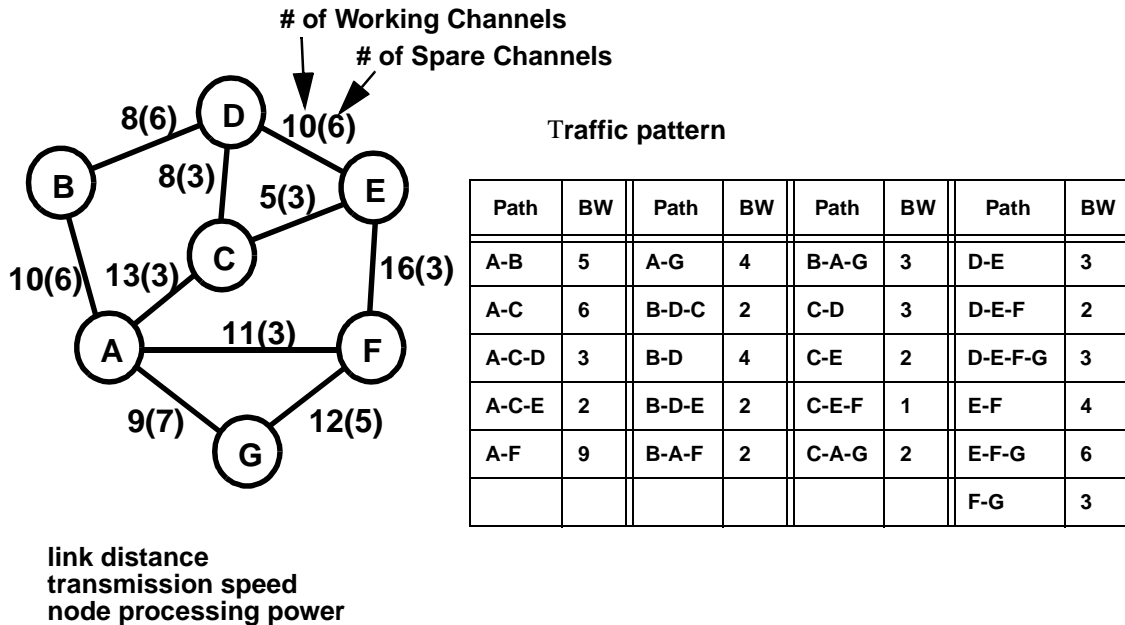 # of Working Channels
# of Spare Channels
D
8(6)
10(6)
Traffic pattern
B
8(3)
5(3)
E
C
10(6)
13(3)
16(3)
A
11(3)
F
9(7)
12(5)
G
Path BW Path BW Path BW Path BW
A-B 5 A-G 4 B-A-G 3 D-E 3
A-C 6 B-D-C 2 C-D 3 D-E-F 2
A-C-D 3 B-D 4 C-E 2 D-E-F-G 3
A-C-E 2 B-D-E 2 C-E-F 1 E-F 4
A-F 9 B-A-F 2 C-A-G 2 E-F-G 6
F-G 3
link distance
transmission speed
node processing power